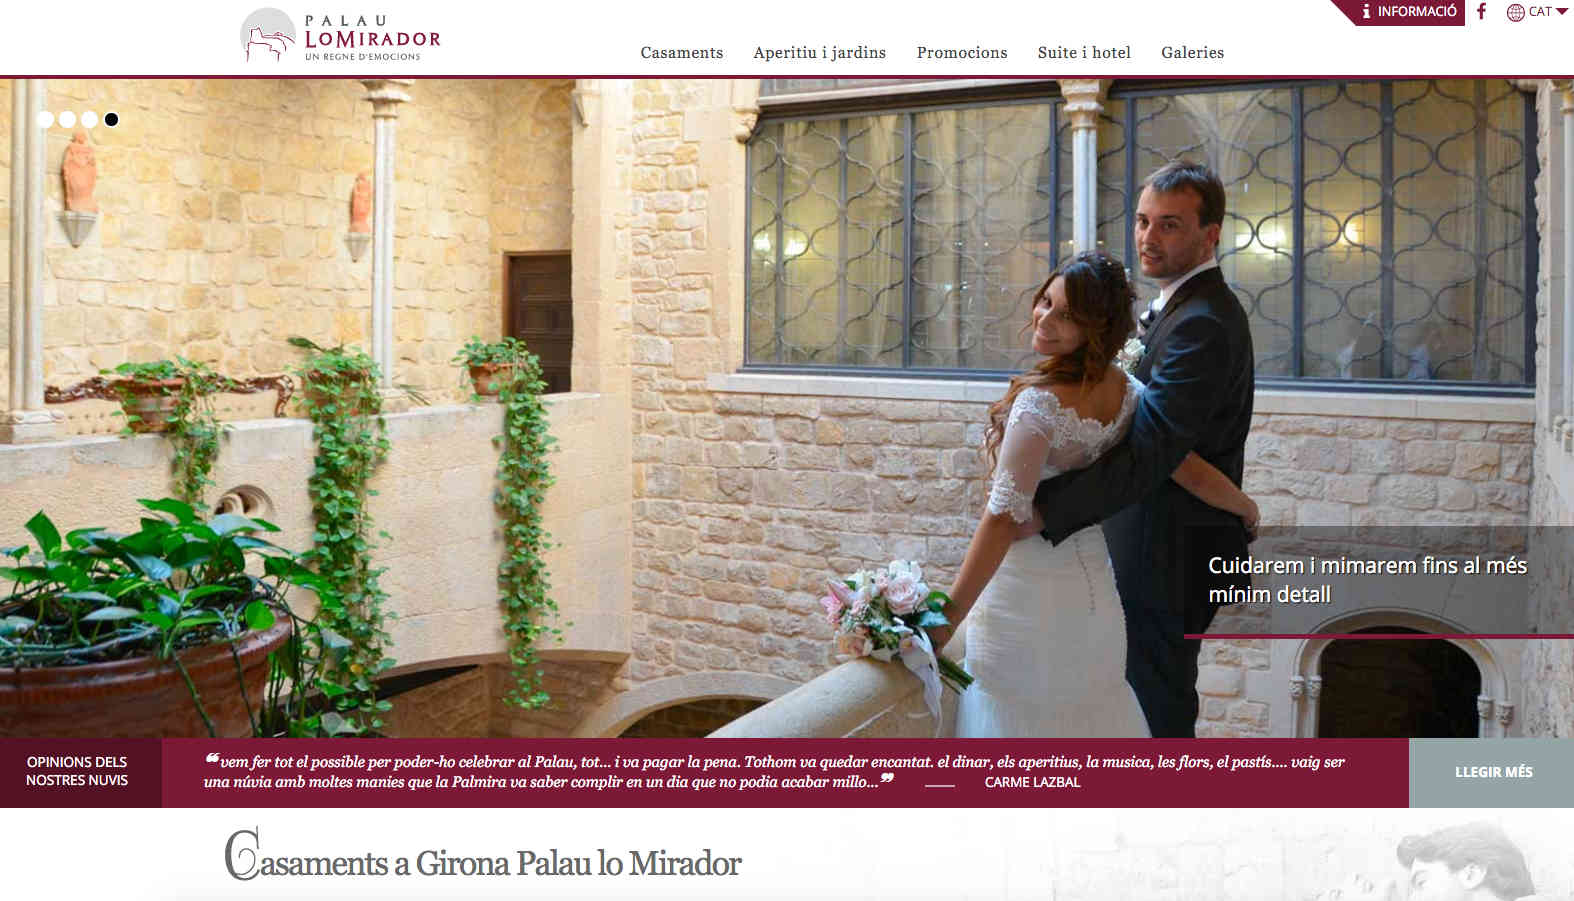 PALAU
LOMIRADOR
UN REGNE D'EMOCIONS
INFORMACIÓ
CAT
Casaments
Aperitiu i jardins
Promocions
Suite i hotel
Galeries
Cuidarem i mimarem fins al més
mínim detall
OPINIONS DELS
NOSTRES NUVIS
❝ vem fer tot el possible per poder-ho celebrar al Palau, tot... i va pagar la pena. Tothom va quedar encantat. el dinar, els aperitius, la musica, les flors, el pastís.... vaig ser
una núvia amb moltes manies que la Palmira va saber complir en un dia que no podia acabar millo... ❞ CARME LAZBAL
LLEGIR MÉS
Casaments a Girona Palau lo Mirador